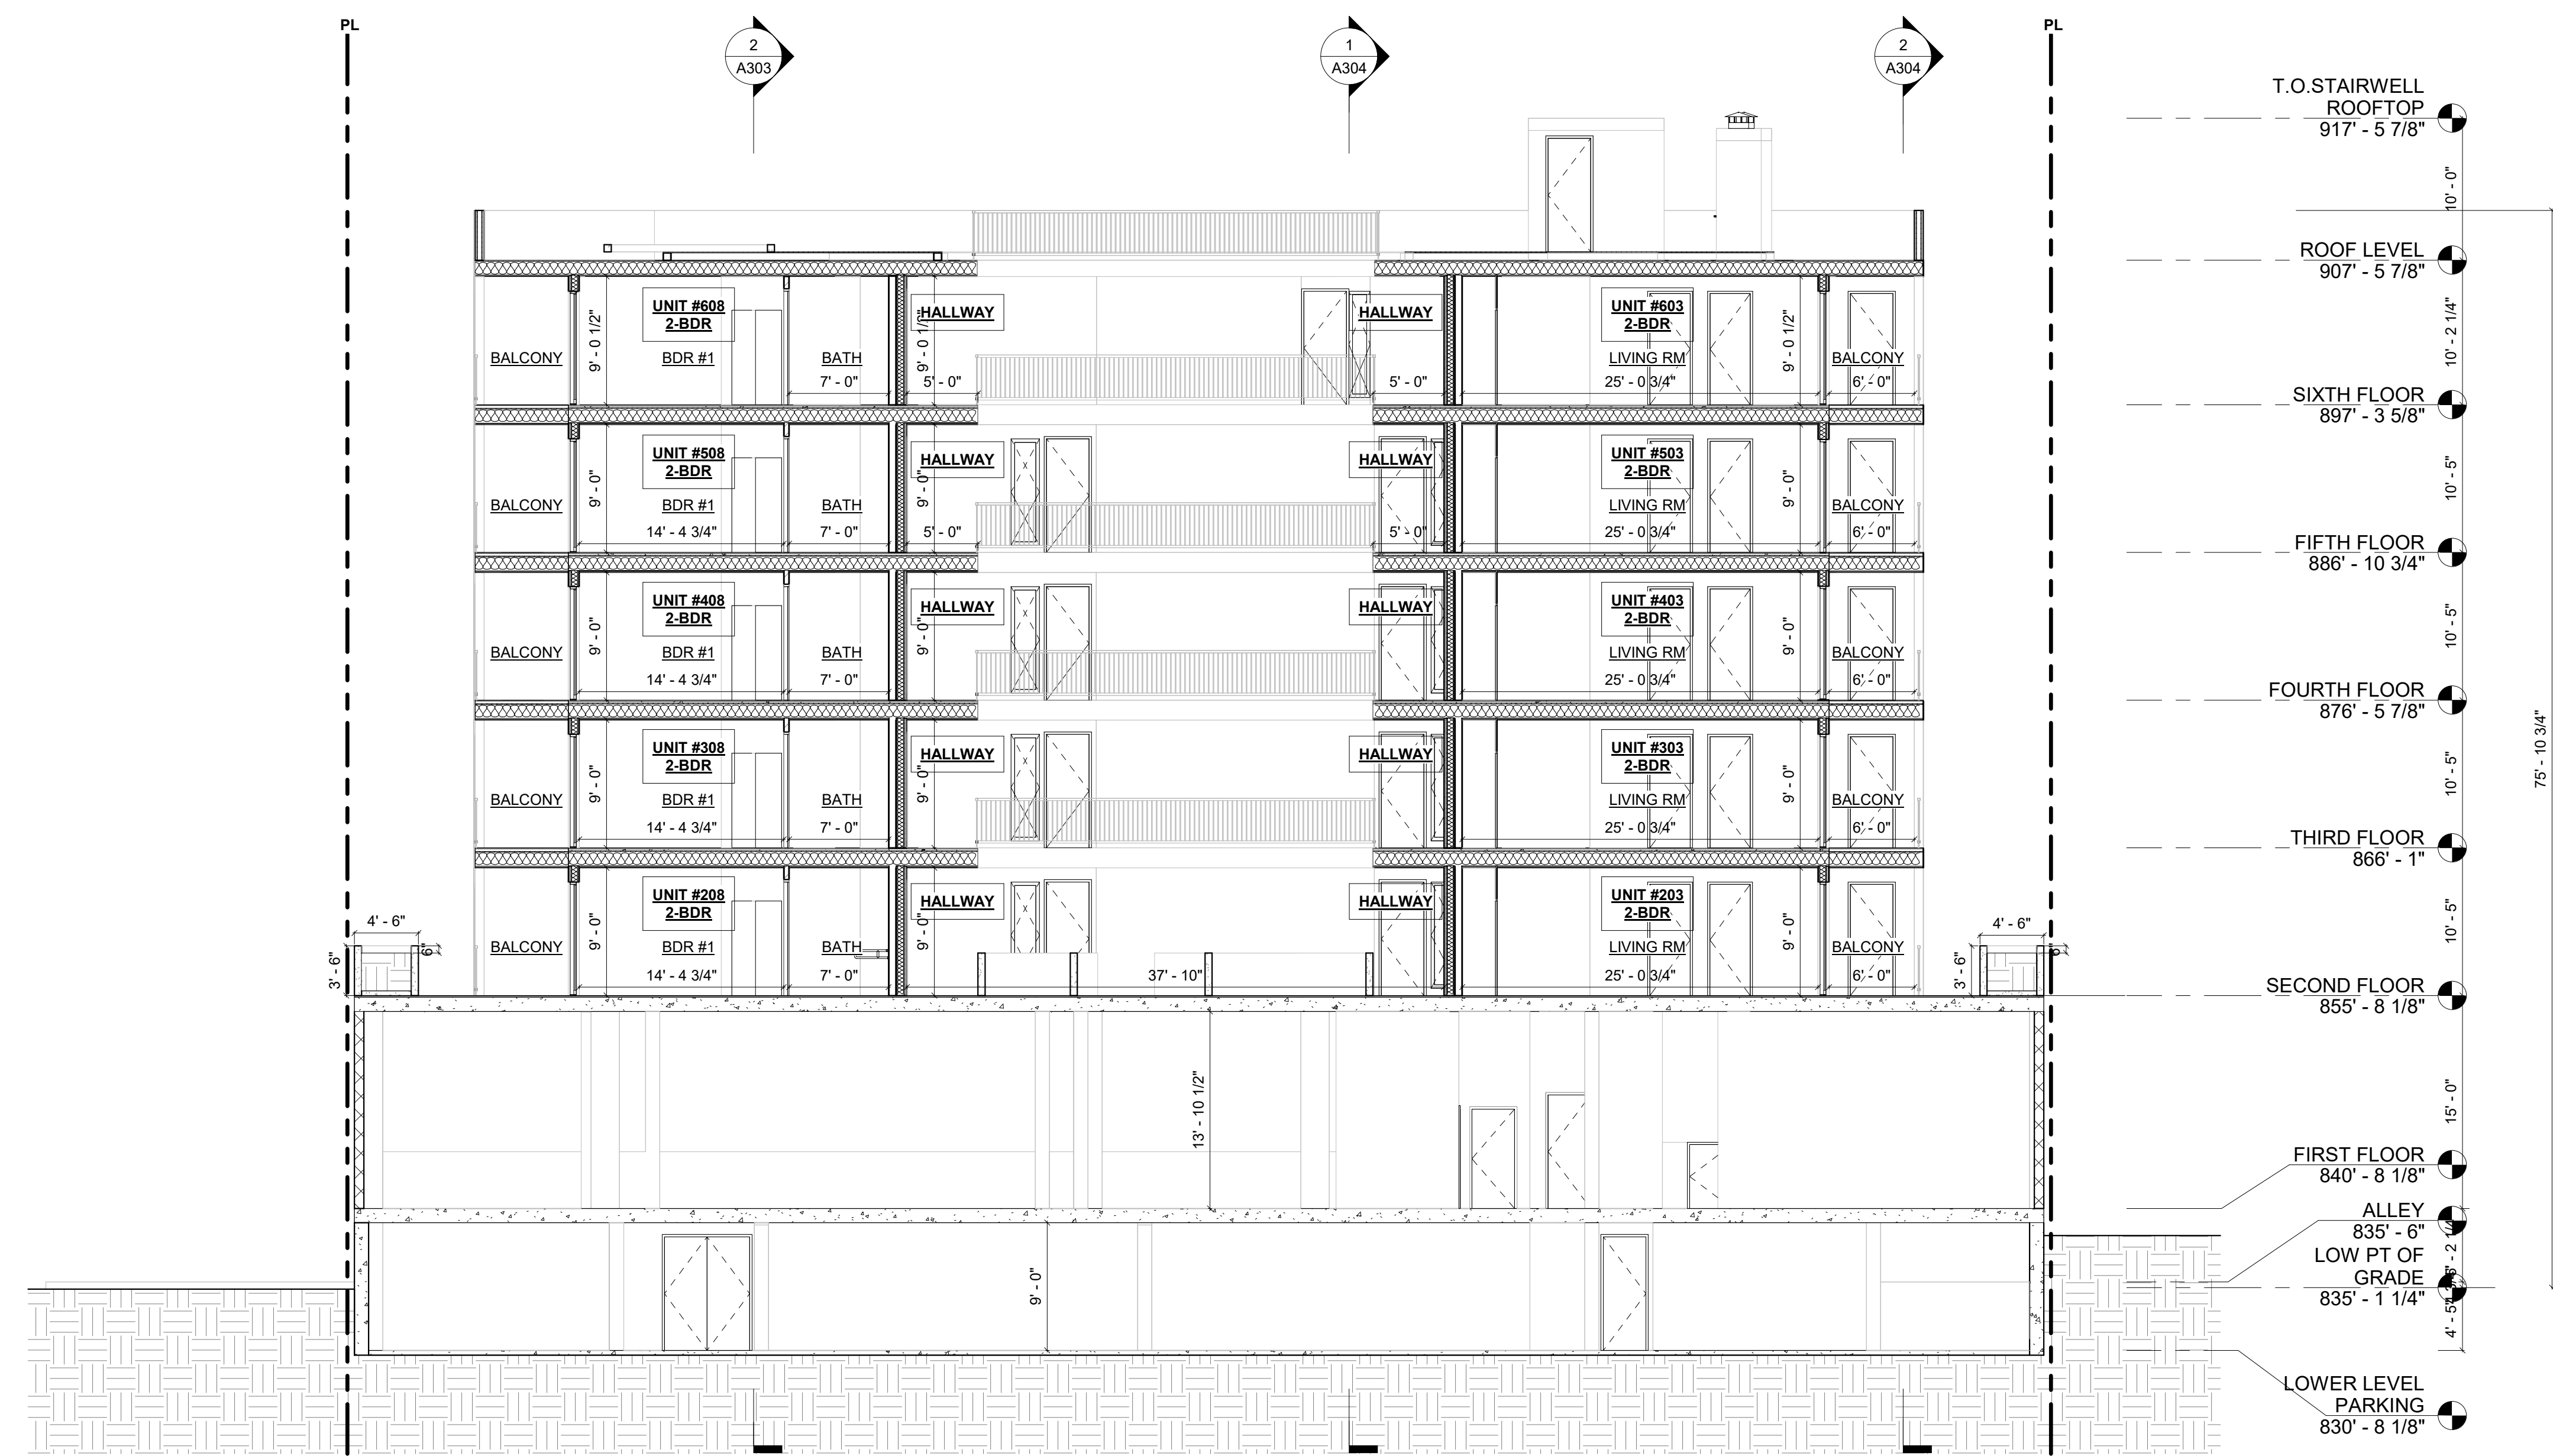 PL
2
A303
1
A304
2
A304
PL
T.O.STAIRWELL
ROOFTOP
917' - 5 7/8"
10' - 0"
ROOF LEVEL
907' - 5 7/8"
10' - 2 1/4"
UNIT #608
2-BDR
BALCONY
9' - 0 1/2"
BDR #1
BATH
7' - 0"
HALLWAY
5' - 0"
HALLWAY
5' - 0"
UNIT #603
2-BDR
LIVING RM
25' - 0 3/4"
9' - 0 1/2"
BALCONY
6' - 0"
SIXTH FLOOR
897' - 3 5/8"
10' - 5"
UNIT #508
2-BDR
BALCONY
9' - 0"
BDR #1
14' - 4 3/4"
BATH
7' - 0"
HALLWAY
9' - 0"
5' - 0"
HALLWAY
5' - 0"
UNIT #503
2-BDR
LIVING RM
25' - 0 3/4"
9' - 0"
BALCONY
6' - 0"
FIFTH FLOOR
886' - 10 3/4"
10' - 5"
UNIT #408
2-BDR
BALCONY
9' - 0"
BDR #1
14' - 4 3/4"
BATH
7' - 0"
HALLWAY
9' - 0"
HALLWAY
UNIT #403
2-BDR
LIVING RM
25' - 0 3/4"
9' - 0"
BALCONY
6' - 0"
FOURTH FLOOR
876' - 5 7/8"
10' - 5"
75' - 10 3/4"
UNIT #308
2-BDR
BALCONY
9' - 0"
BDR #1
14' - 4 3/4"
BATH
7' - 0"
HALLWAY
9' - 0"
HALLWAY
UNIT #303
2-BDR
LIVING RM
25' - 0 3/4"
9' - 0"
BALCONY
6' - 0"
THIRD FLOOR
866' - 1"
10' - 5"
4' - 6"
6"
3' - 6"
UNIT #208
2-BDR
BALCONY
9' - 0"
BDR #1
14' - 4 3/4"
BATH
7' - 0"
HALLWAY
9' - 0"
37' - 10"
HALLWAY
UNIT #203
2-BDR
LIVING RM
25' - 0 3/4"
9' - 0"
BALCONY
6' - 0"
4' - 6"
6"
3' - 6"
SECOND FLOOR
855' - 8 1/8"
15' - 0"
13' - 10 1/2"
FIRST FLOOR
840' - 8 1/8"
ALLEY
835' - 6"
LOW PT OF
GRADE
835' - 1 1/4"
9' - 0"
LOWER LEVEL
PARKING
830' - 8 1/8"